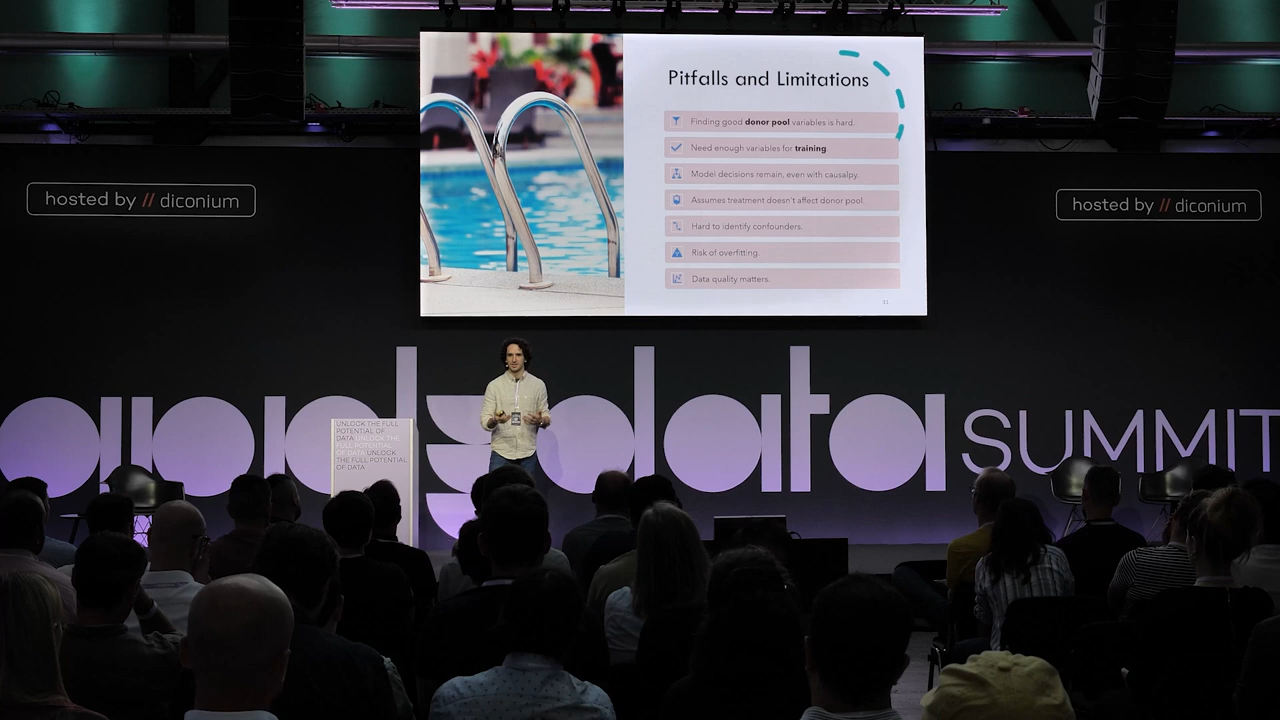 Pitfalls and Limitations
Finding good donor pool variables is hard.
Need enough variables for training.
Model decisions remain, even with causalpy.
Assumes treatment doesn't affect donor pool.
Hard to identify confounders.
Risk of overfitting.
Data quality matters.
hosted by // diconium
hosted by // diconium
data SUMMIT
UNLOCK THE FULL
POTENTIAL OF
DATA UNLOCK THE
FULL POTENTIAL
OF DATA UNLOCK
THE FULL POTENTIAL
OF DATA